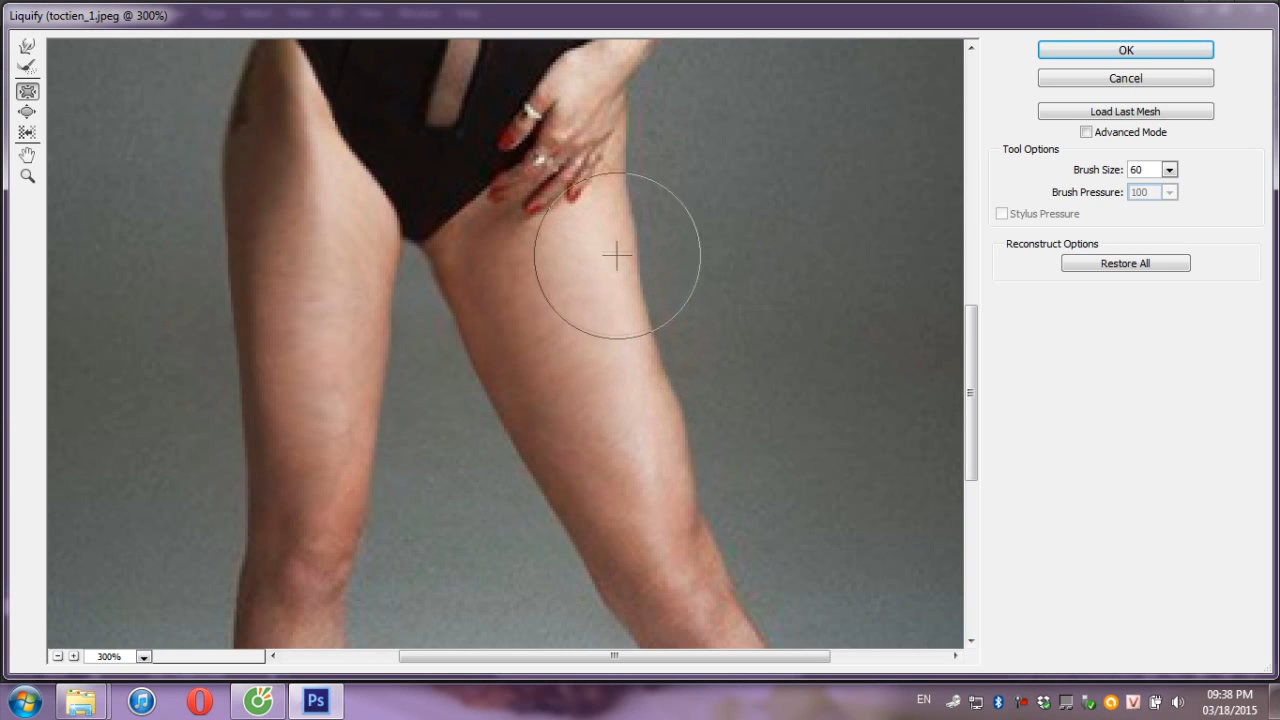 Liquify (toctien_1.jpeg @ 300%)
OK
Cancel
Load Last Mesh
Advanced Mode
Tool Options
Brush Size: 60
Brush Pressure: 100
Stylus Pressure
Reconstruct Options
Restore All
300%
Ps
EN
V
09:38 PM
03/18/2015